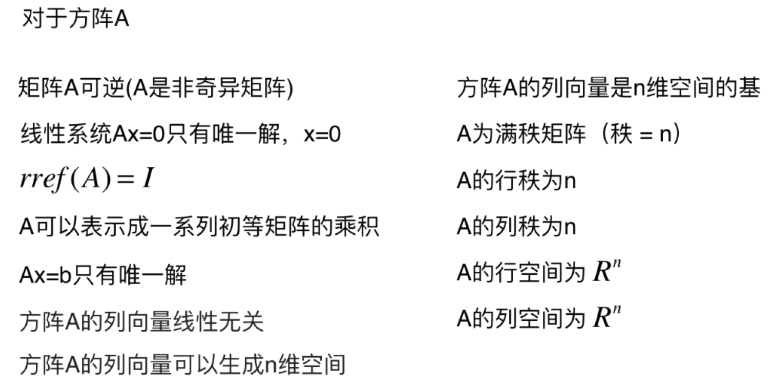 对于方阵A
矩阵A可逆(A是非奇异矩阵)
线性系统Ax=0只有唯一解，x=0
rref(A) = I
A可以表示成一系列初等矩阵的乘积
Ax=b只有唯一解
方阵A的列向量线性无关
方阵A的列向量可以生成n维空间
方阵A的列向量是n维空间的基
A为满秩矩阵（秩 = n）
A的行秩为n
A的列秩为n
A的行空间为 Rⁿ
A的列空间为 Rⁿ